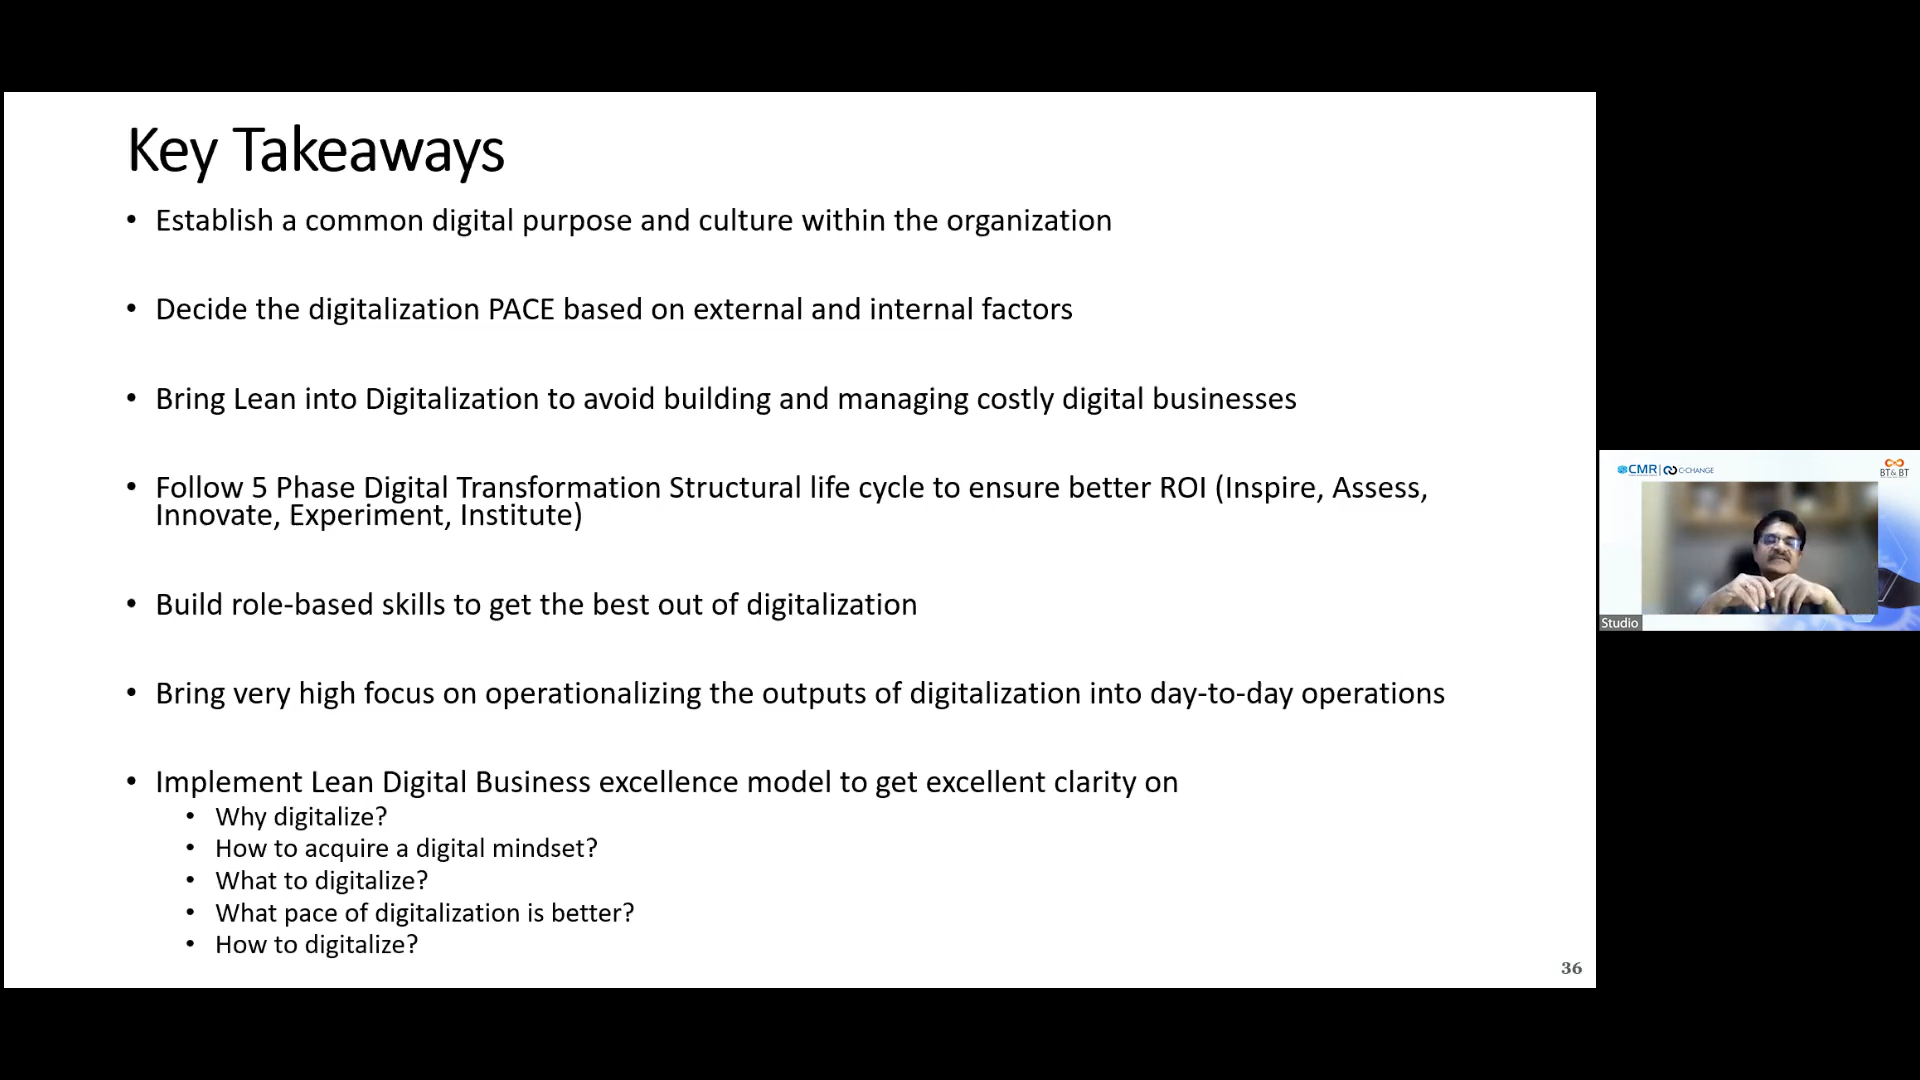 Key Takeaways
• Establish a common digital purpose and culture within the organization
• Decide the digitalization PACE based on external and internal factors
• Bring Lean into Digitalization to avoid building and managing costly digital businesses
• Follow 5 Phase Digital Transformation Structural life cycle to ensure better ROI (Inspire, Assess,
Innovate, Experiment, Institute)
• Build role-based skills to get the best out of digitalization
• Bring very high focus on operationalizing the outputs of digitalization into day-to-day operations
• Implement Lean Digital Business excellence model to get excellent clarity on
• Why digitalize?
• How to acquire a digital mindset?
• What to digitalize?
• What pace of digitalization is better?
• How to digitalize?
36
CMR | C-CHANGE
BT&BT
Studio